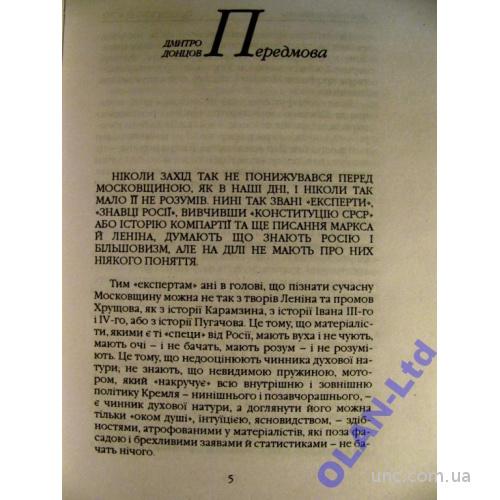 ДМИТРО
ДОНЦОВ
Передмова
НІКОЛИ ЗАХІД ТАК НЕ ПОНИЖУВАВСЯ ПЕРЕД
МОСКОВЩИНОЮ, ЯК В НАШІ ДНІ, І НІКОЛИ ТАК
МАЛО ЇЇ НЕ РОЗУМІВ. НИНІ ТАК ЗВАНІ «ЕКСПЕРТИ»,
«ЗНАВЦІ РОСІЇ», ВИВЧИВШИ «КОНСТИТУЦІЮ СРСР»
АБО ІСТОРІЮ КОМПАРТІЇ ТА ЩЕ ПИСАННЯ МАРКСА
Й ЛЕНІНА, ДУМАЮТЬ, ЩО ЗНАЮТЬ РОСІЮ І
БІЛЬШОВИЗМ, АЛЕ НА ДІЛІ НЕ МАЮТЬ ПРО НИХ
НІЯКОГО ПОНЯТТЯ.
Тим «експертам» ані в голові, що пізнати сучасну
Московщину можна не так з творів Леніна та промов
Хрущова, як з історії Карамзина, з історії Івана III-го
і IV-го, або з історії Пугачова. Це тому, що матеріаліс-
ти, якими є ті «специ» від Росії, мають вуха і не чують,
мають очі – і не бачать, мають розум – і не розумі-
ють. Це тому, що недооцінюють чинника духової на-
тури; не знають, що невидимою пружиною, мото-
ром, який «накручує» всю внутрішню і зовнішню
політику Кремля – нинішнього і позавчорашнього, –
є чинник духової натури, а доглянути його можна
тільки «оком душі», інтуїцією, ясновидством, – здіб-
ностями, атрофованими у матеріалістів, які поза фа-
садою і брехливими заявами й статистиками – не ба-
чать нічого.
5
OLAN-Ltd
unc.com.ua